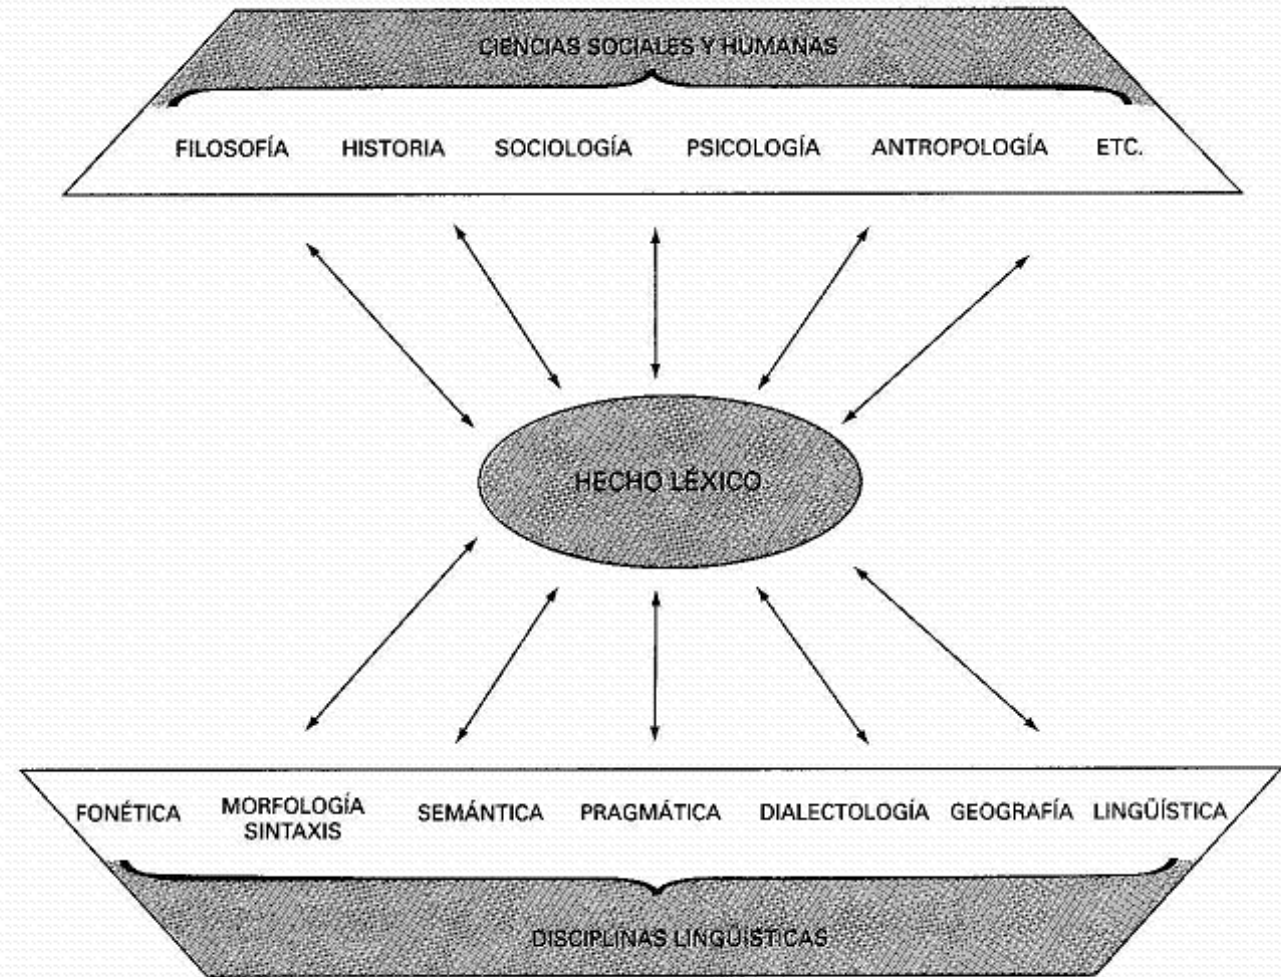 CIENCIAS SOCIALES Y HUMANAS
FILOSOFÍA HISTORIA SOCIOLOGÍA PSICOLOGÍA ANTROPOLOGÍA ETC.
HECHO LÉXICO
FONÉTICA MORFOLOGÍA SEMÁNTICA PRAGMÁTICA DIALECTOLOGÍA GEOGRAFÍA LINGÜÍSTICA
SINTAXIS
DISCIPLINAS LINGÜÍSTICAS